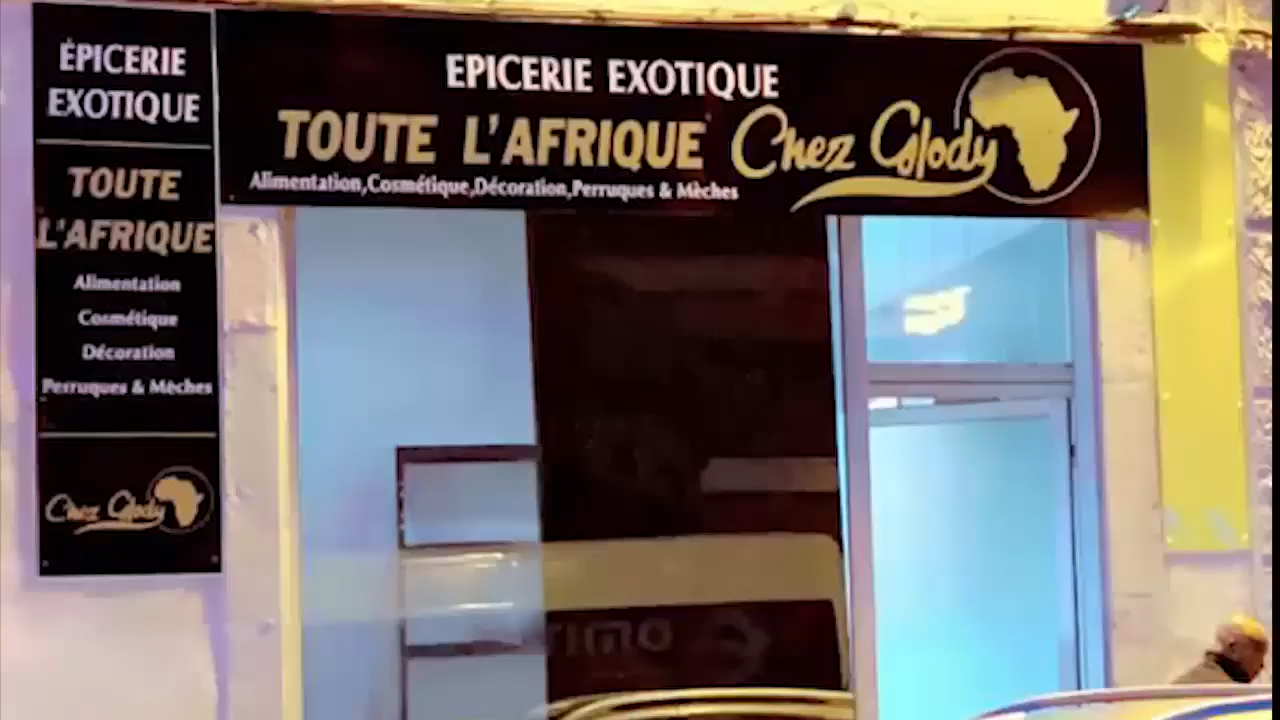 ÉPICERIE
EXOTIQUE
TOUTE
L'AFRIQUE
Alimentation
Cosmétique
Décoration
Perruques & Mèches
Chez Glody
EPICERIE EXOTIQUE
TOUTE L'AFRIQUE Chez Glody
Alimentation,Cosmétique,Décoration,Perruques & Mèches